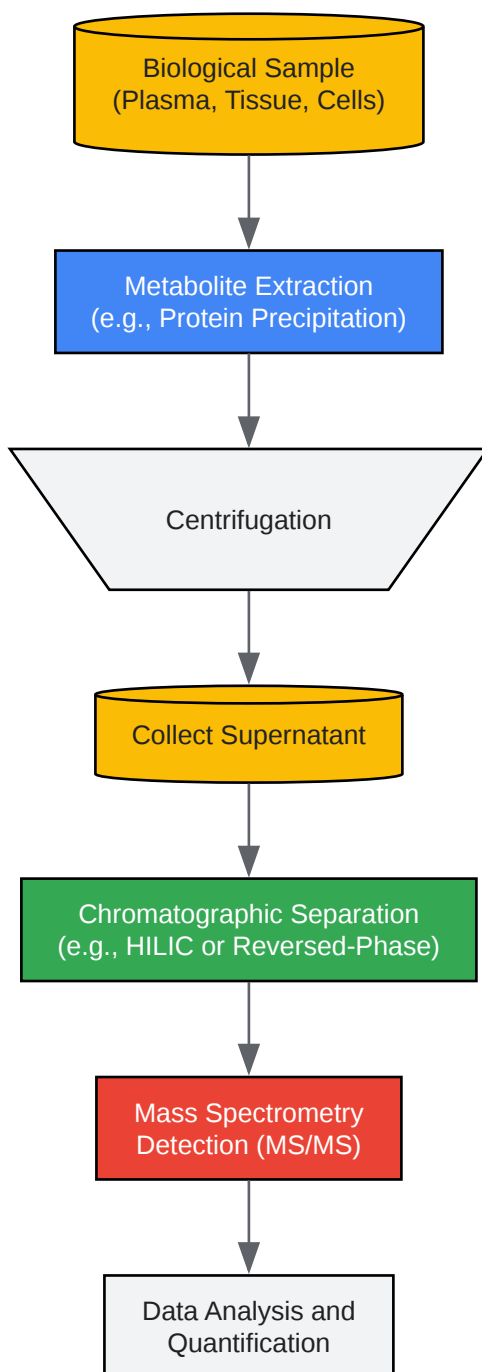 Biological Sample
(Plasma, Tissue, Cells)
Metabolite Extraction
(e.g., Protein Precipitation)
Centrifugation
Collect Supernatant
Chromatographic Separation
(e.g., HILIC or Reversed-Phase)
Mass Spectrometry
Detection (MS/MS)
Data Analysis and
Quantification